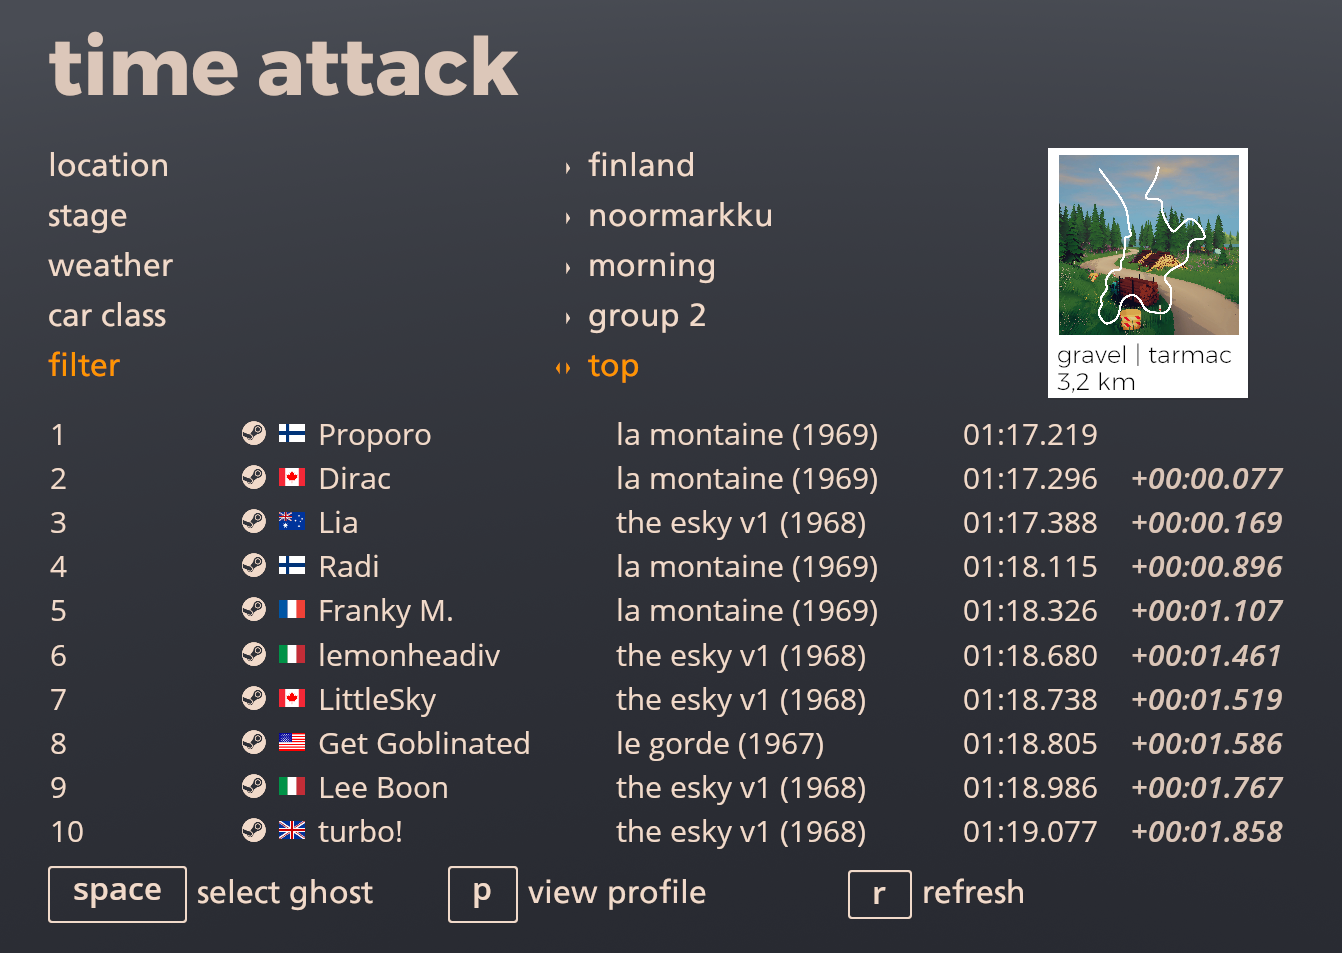 time attack
location finland
stage noormarkku
weather morning
car class group 2
filter top
gravel | tarmac
3,2 km
1 Proporo la montaine (1969) 01:17.219
2 Dirac la montaine (1969) 01:17.296 +00:00.077
3 Lia the esky v1 (1968) 01:17.388 +00:00.169
4 Radi la montaine (1969) 01:18.115 +00:00.896
5 Franky M. la montaine (1969) 01:18.326 +00:01.107
6 lemonheadiv the esky v1 (1968) 01:18.680 +00:01.461
7 LittleSky the esky v1 (1968) 01:18.738 +00:01.519
8 Get Goblinated le gorde (1967) 01:18.805 +00:01.586
9 Lee Boon the esky v1 (1968) 01:18.986 +00:01.767
10 turbo! the esky v1 (1968) 01:19.077 +00:01.858
space select ghost p view profile r refresh